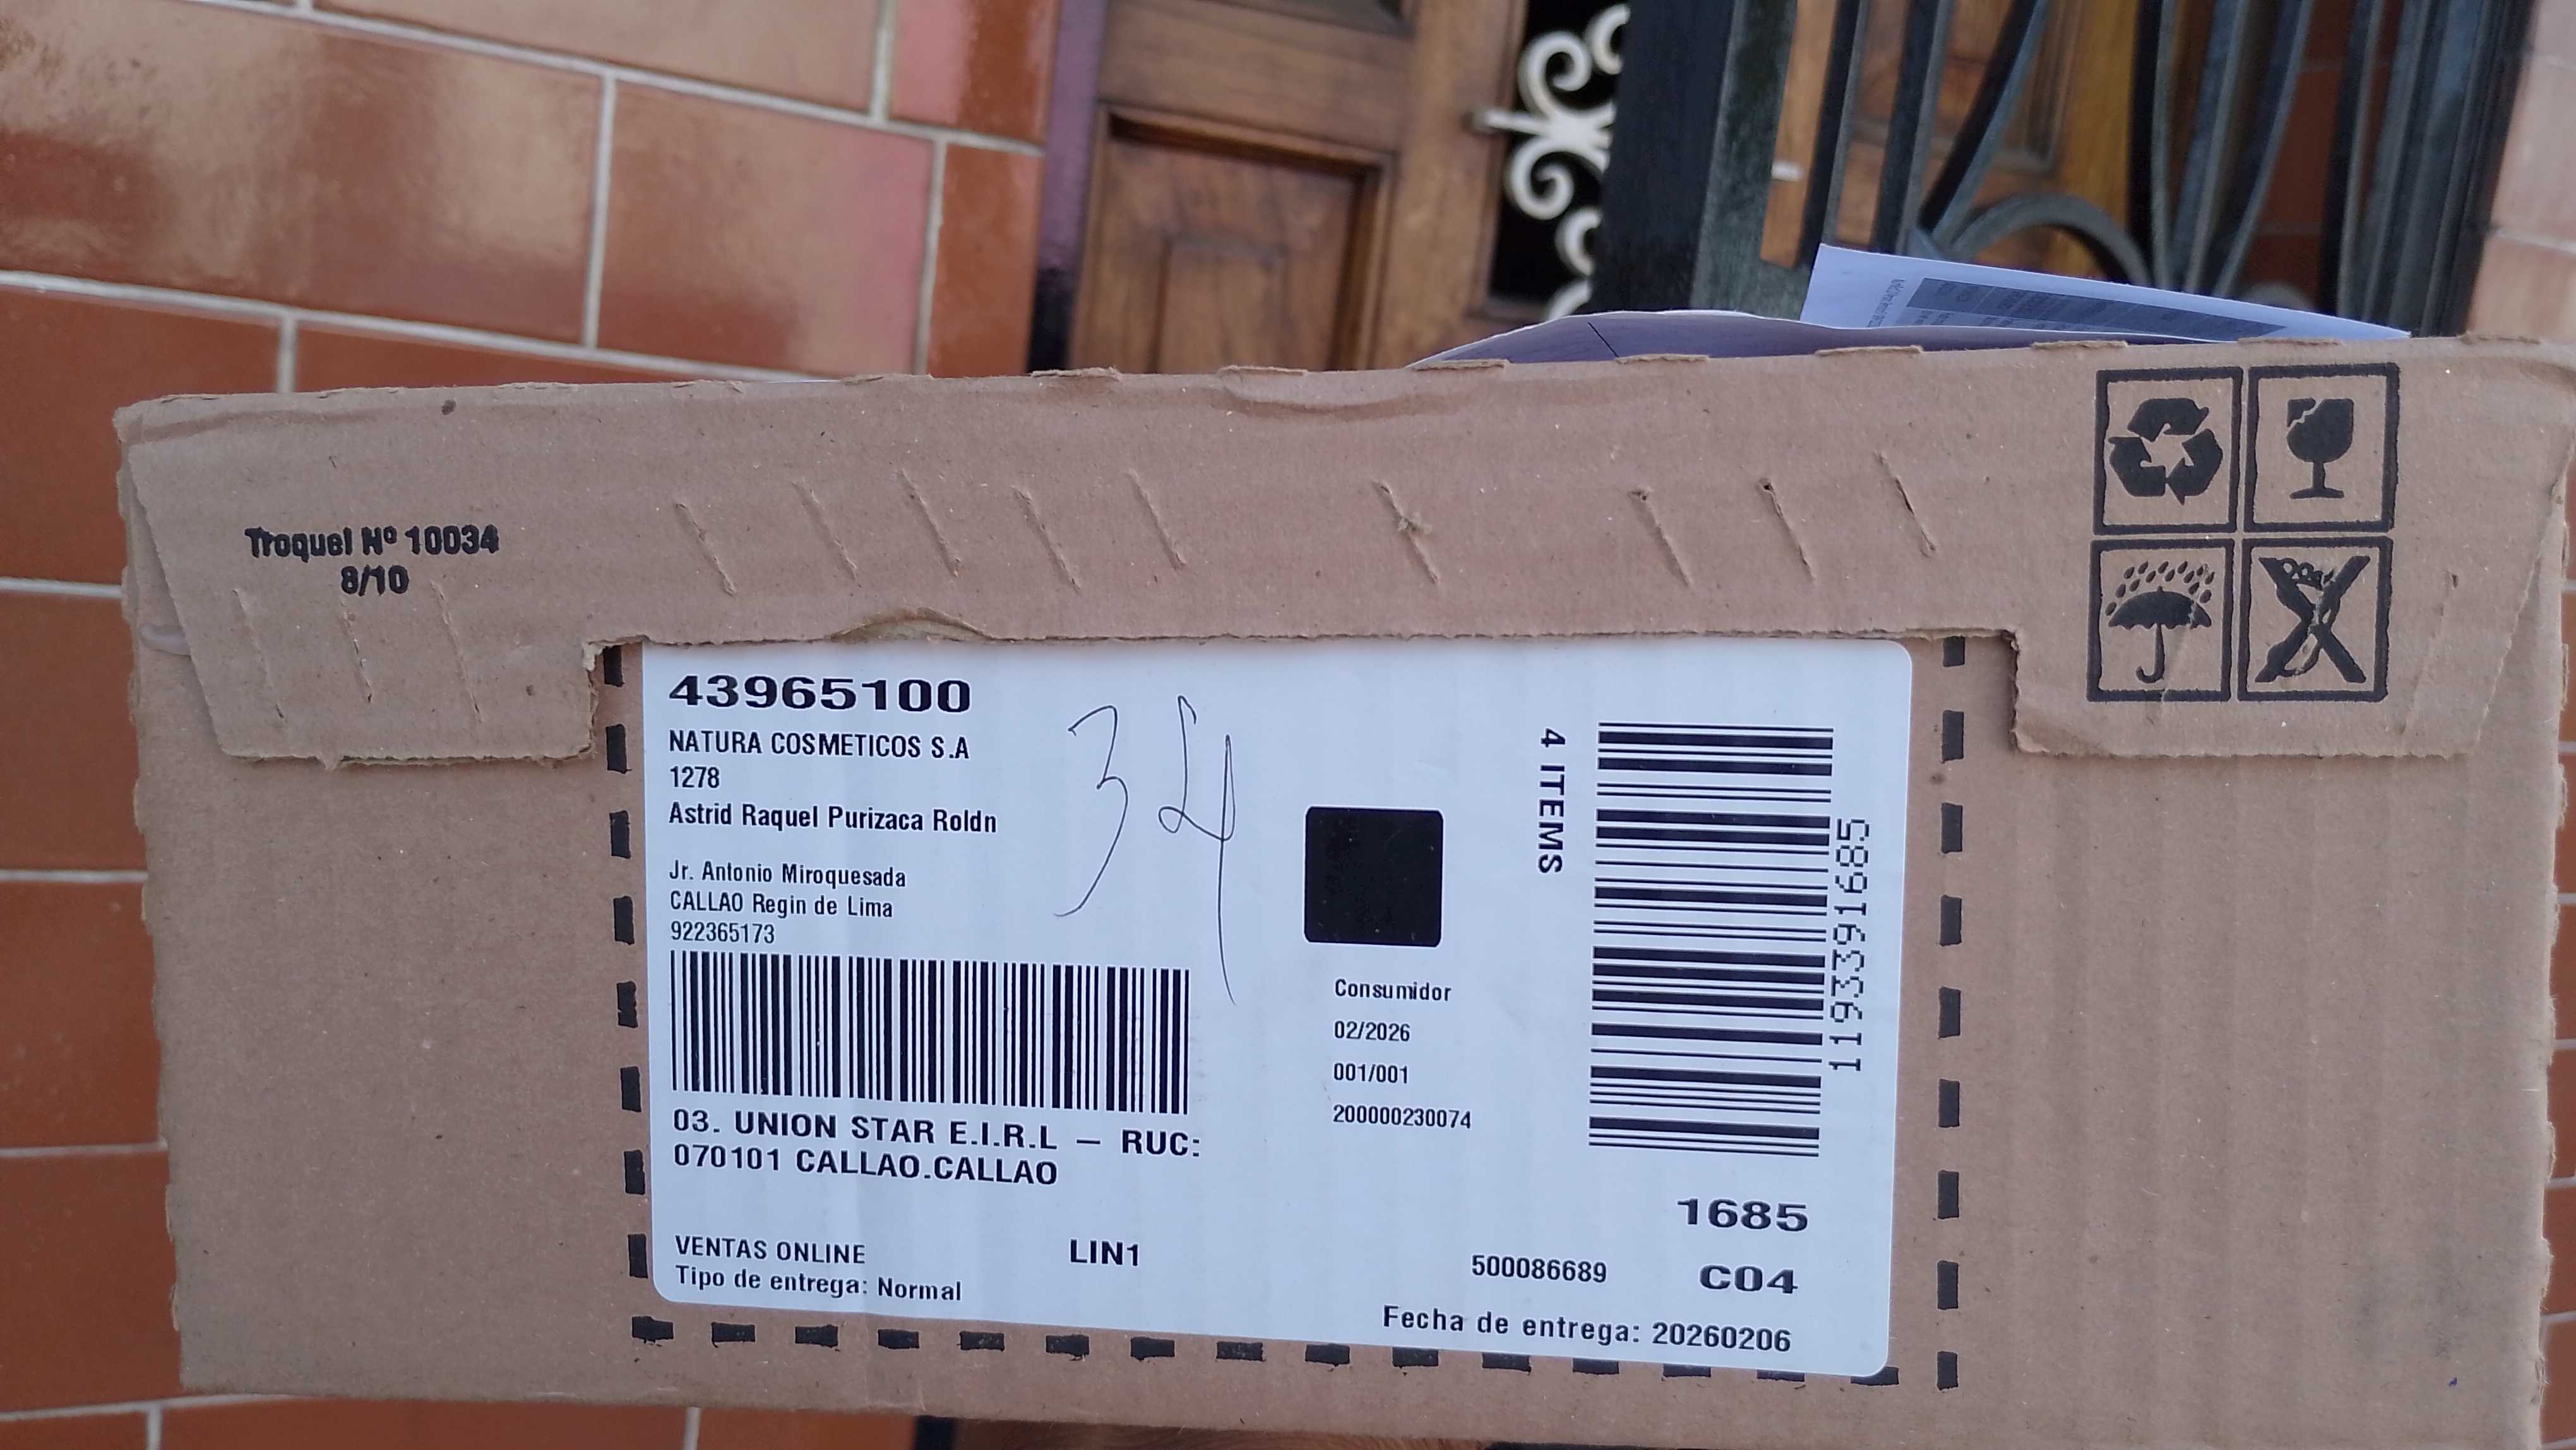 Troquel Nº 10034
8/10
43965100
NATURA COSMETICOS S.A
1278
Astrid Raquel Purizaca Roldn
Jr. Antonio Miroquesada
CALLAO Regin de Lima
922365173
34
03. UNION STAR E.I.R.L – RUC:
070101 CALLAO.CALLAO
VENTAS ONLINE
LIN1
Tipo de entrega: Normal
Consumidor
02/2026
001/001
200000230074
4 ITEMS
1193391685
1685
500086689
C04
Fecha de entrega: 20260206